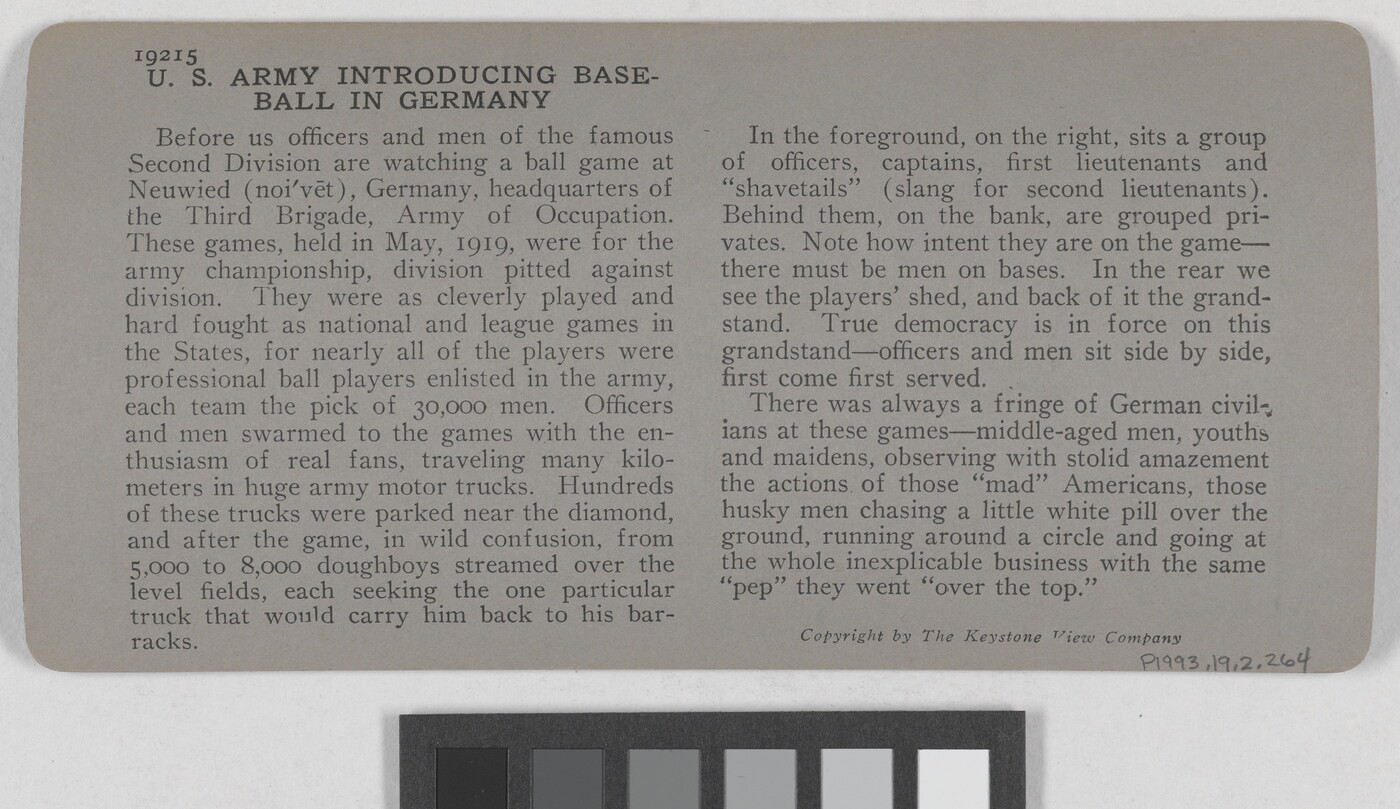 19215
U. S. ARMY INTRODUCING BASE-
BALL IN GERMANY
Before us officers and men of the famous
Second Division are watching a ball game at
Neuwied (noi′vēt), Germany, headquarters of
the Third Brigade, Army of Occupation.
These games, held in May, 1919, were for the
army championship, division pitted against
division. They were as cleverly played and
hard fought as national and league games in
the States, for nearly all of the players were
professional ball players enlisted in the army,
each team the pick of 30,000 men. Officers
and men swarmed to the games with the en-
thusiasm of real fans, traveling many kilo-
meters in huge army motor trucks. Hundreds
of these trucks were parked near the diamond,
and after the game, in wild confusion, from
5,000 to 8,000 doughboys streamed over the
level fields, each seeking the one particular
truck that would carry him back to his bar-
racks.
In the foreground, on the right, sits a group
of officers, captains, first lieutenants and
“shavetails” (slang for second lieutenants).
Behind them, on the bank, are grouped pri-
vates. Note how intent they are on the game—
there must be men on bases. In the rear we
see the players’ shed, and back of it the grand-
stand. True democracy is in force on this
grandstand—officers and men sit side by side,
first come first served.
There was always a fringe of German civil-
ians at these games—middle-aged men, youths
and maidens, observing with stolid amazement
the actions of those “mad” Americans, those
husky men chasing a little white pill over the
ground, running around a circle and going at
the whole inexplicable business with the same
“pep” they went “over the top.”
Copyright by The Keystone View Company
P1993.19.2.264